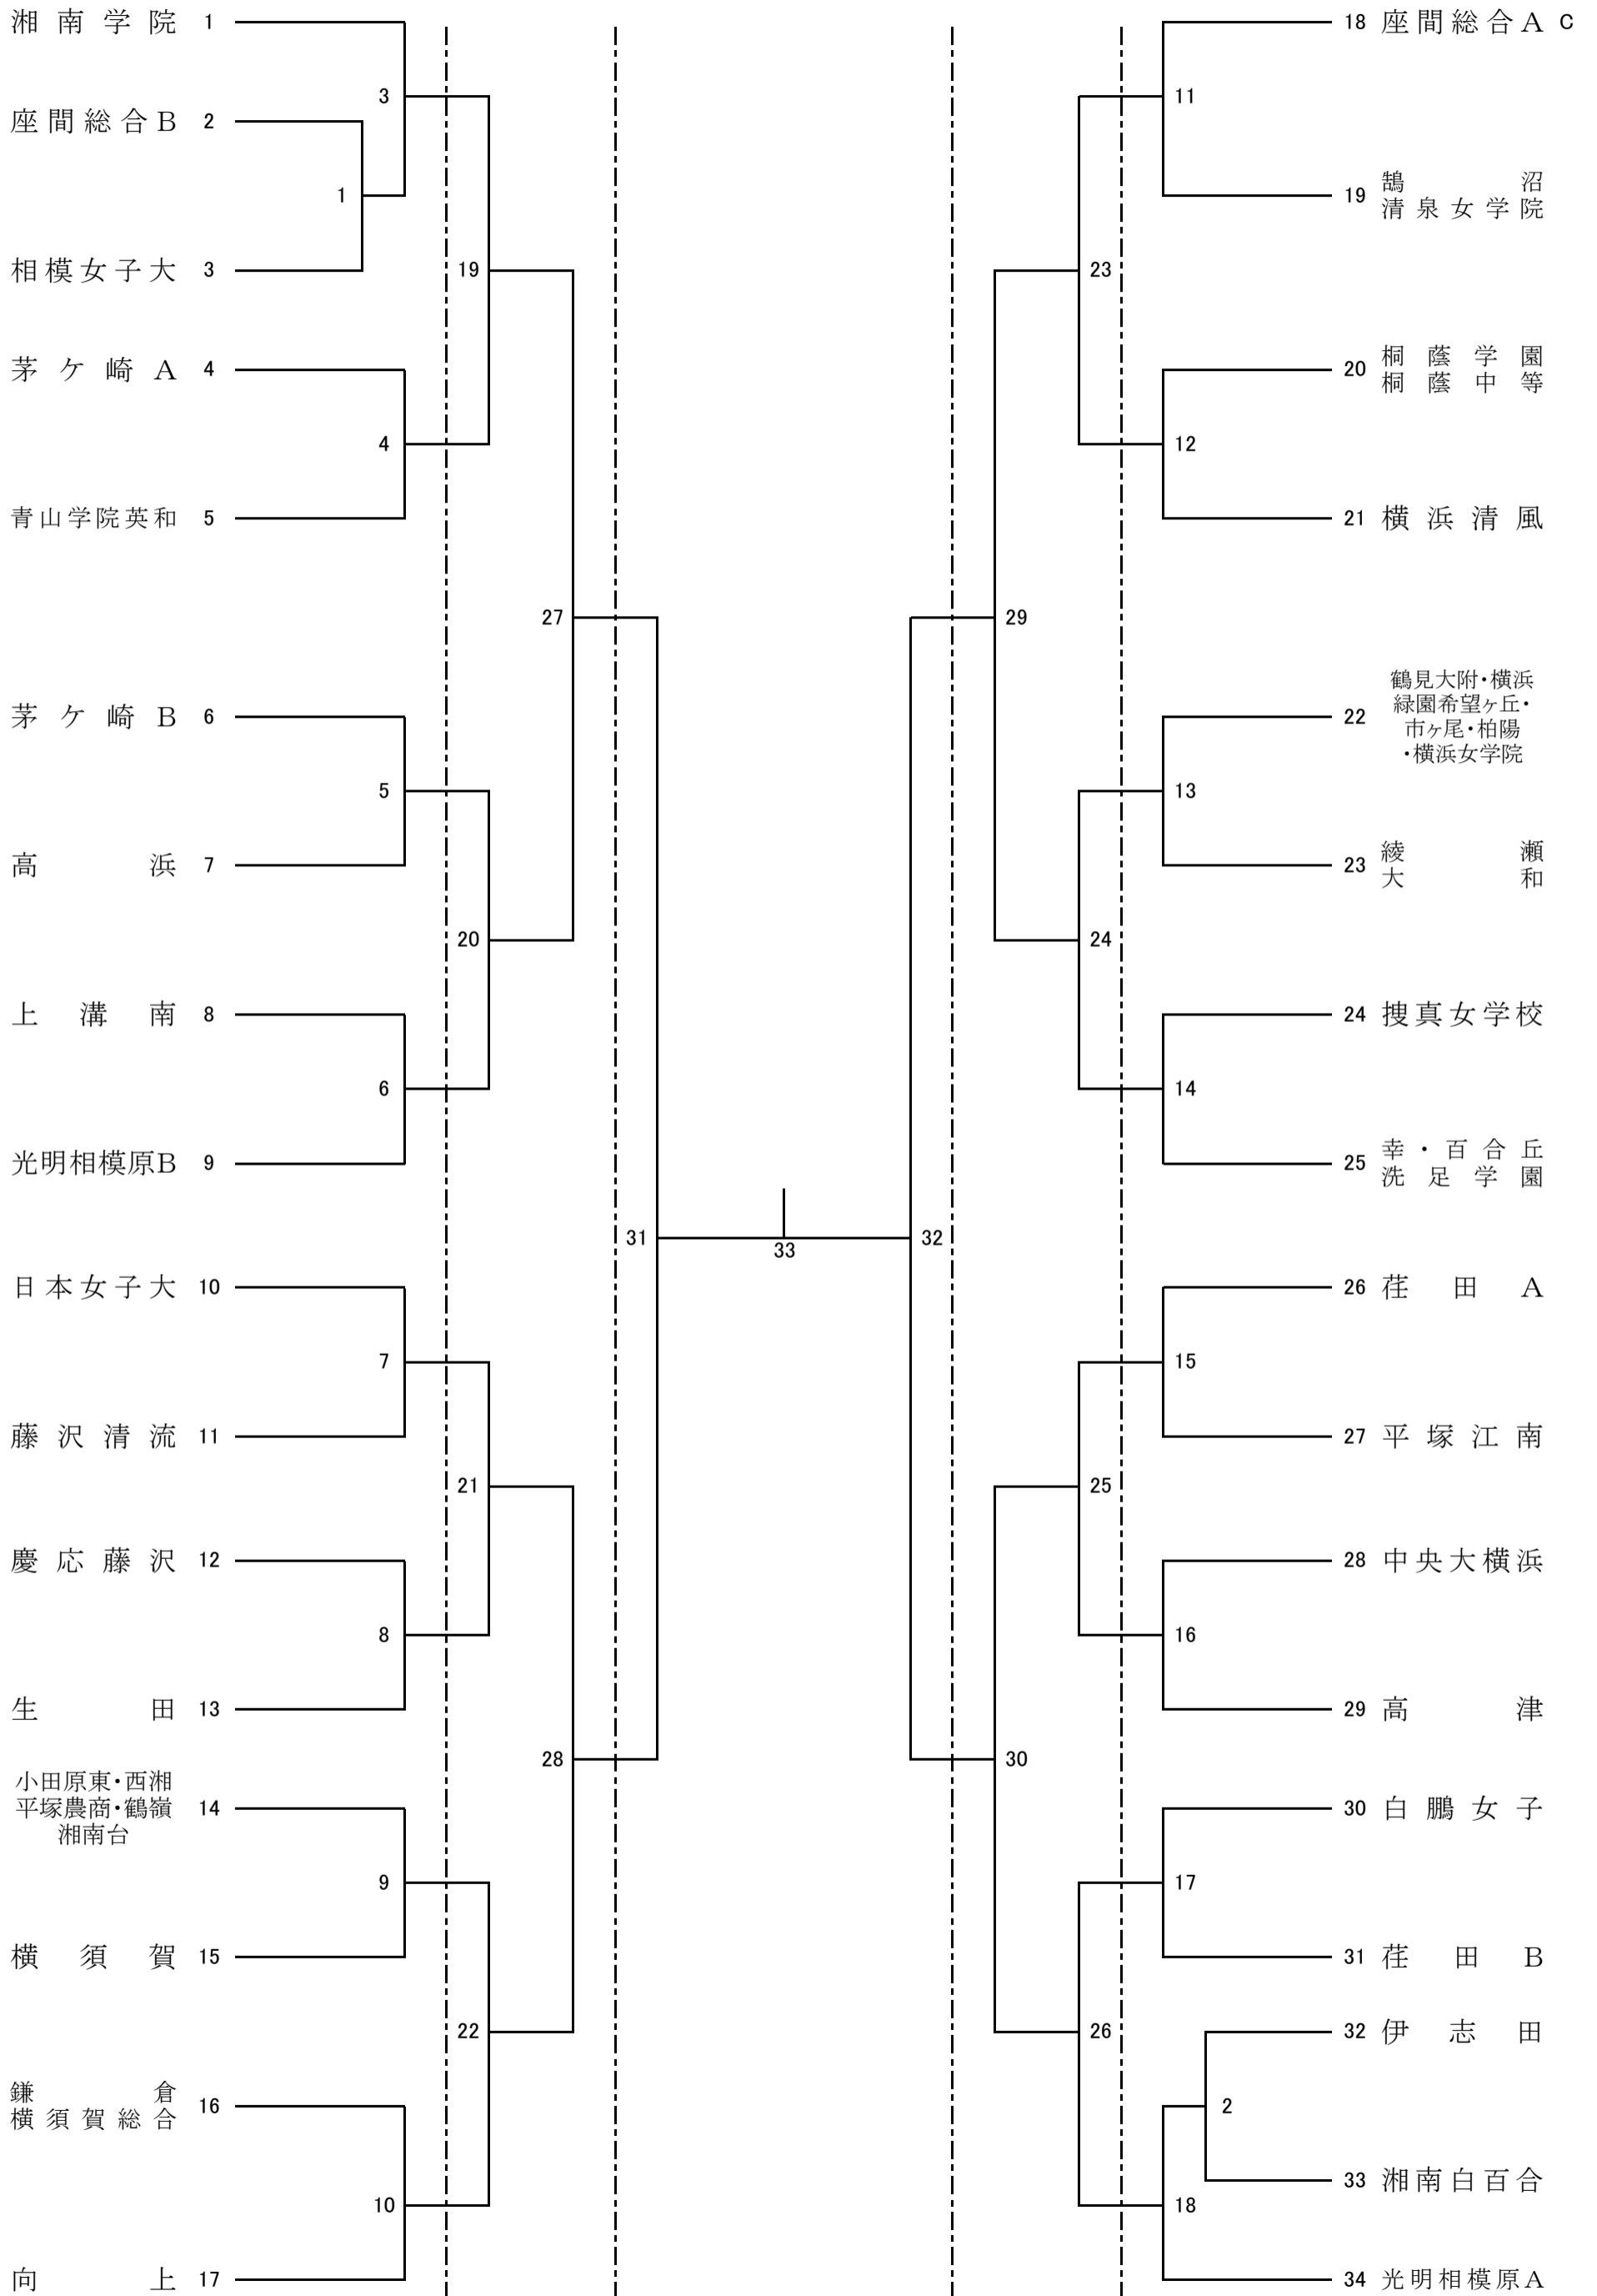 湘南学院 1
座間総合B 2
相模女子大 3
茅ケ崎A 4
青山学院英和 5
茅ケ崎B 6
高浜 7
上溝南 8
光明相模原B 9
日本女子大 10
藤沢清流 11
慶応藤沢 12
生田 13
小田原東・西湘
平塚農商・鶴嶺 14
湘南台
横須賀 15
鎌倉
横須賀総合 16
向上 17
1
3
4
5
6
7
8
9
10
19
20
21
22
27
28
31
33
32
29
30
23
24
25
26
11
12
13
14
15
16
17
18
2
18 座間総合A C
19 鵠沼
清泉女学院
20 桐蔭学園
桐蔭中等
21 横浜清風
鶴見大附・横浜
緑園希望ヶ丘・
22 市ヶ尾・柏陽
・横浜女学院
23 綾瀬
大和
24 捜真女学校
25 幸・百合丘
洗足学園
26 荏田A
27 平塚江南
28 中央大横浜
29 高津
30 白鵬女子
31 荏田B
32 伊志田
33 湘南白百合
34 光明相模原A